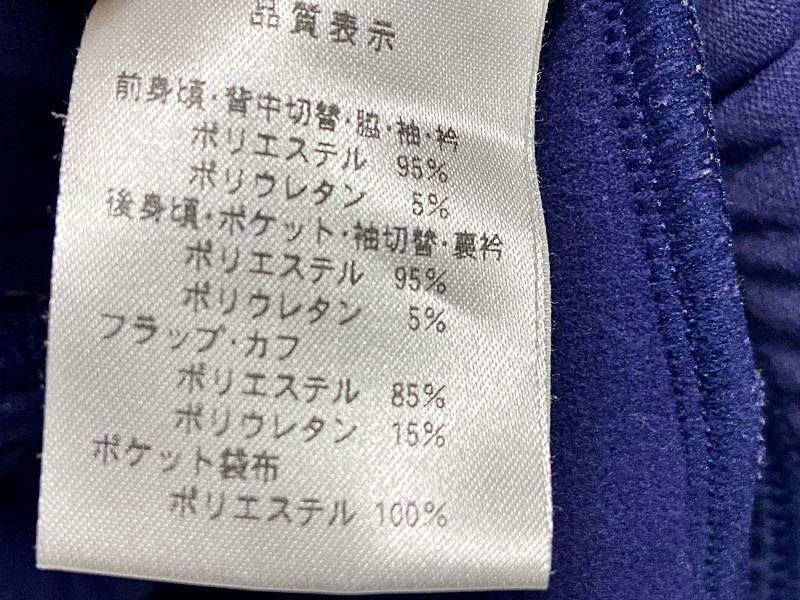 品質表示
前身頃・背中切替・脇・袖・衿
ポリエステル 95%
ポリウレタン 5%
後身頃・ポケット・袖切替・裏衿
ポリエステル 95%
ポリウレタン 5%
フラップ・カフ
ポリエステル 85%
ポリウレタン 15%
ポケット袋布
ポリエステル 100%